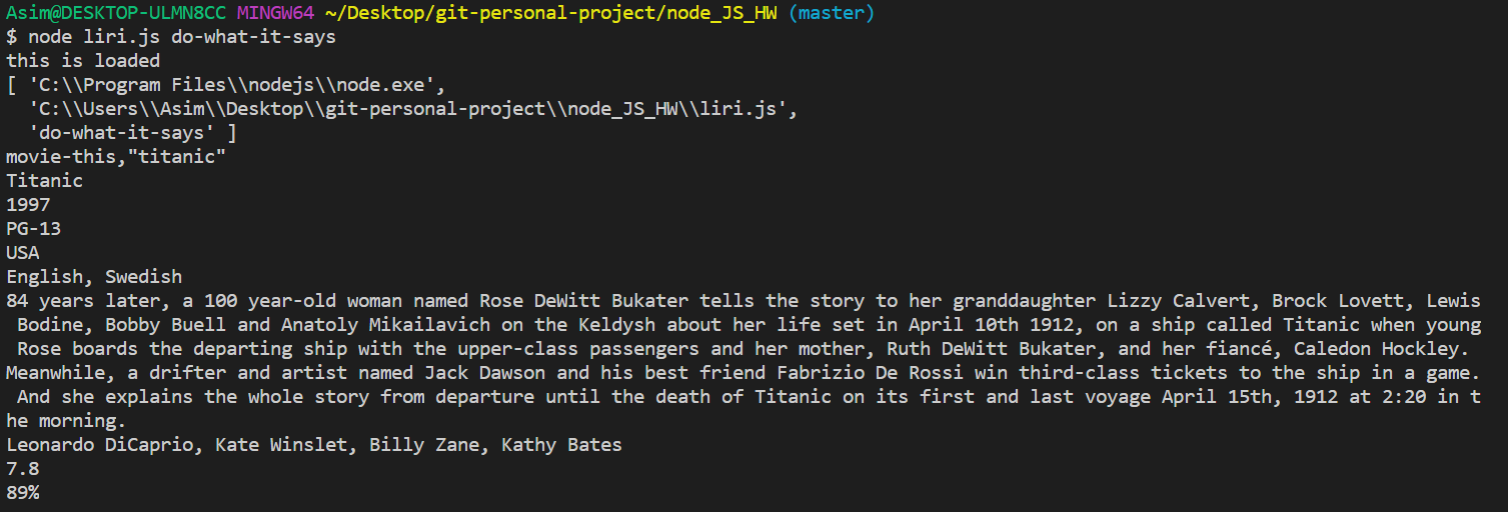 Asim@DESKTOP-ULMN8CC MINGW64 ~/Desktop/git-personal-project/node_JS_HW (master)
$ node liri.js do-what-it-says
this is loaded
[ 'C:\\Program Files\\nodejs\\node.exe',
  'C:\\Users\\Asim\\Desktop\\git-personal-project\\node_JS_HW\\liri.js',
  'do-what-it-says' ]
movie-this,"titanic"
Titanic
1997
PG-13
USA
English, Swedish
84 years later, a 100 year-old woman named Rose DeWitt Bukater tells the story to her granddaughter Lizzy Calvert, Brock Lovett, Lewis
 Bodine, Bobby Buell and Anatoly Mikailavich on the Keldysh about her life set in April 10th 1912, on a ship called Titanic when young
 Rose boards the departing ship with the upper-class passengers and her mother, Ruth DeWitt Bukater, and her fiancé, Caledon Hockley.
Meanwhile, a drifter and artist named Jack Dawson and his best friend Fabrizio De Rossi win third-class tickets to the ship in a game.
 And she explains the whole story from departure until the death of Titanic on its first and last voyage April 15th, 1912 at 2:20 in t
he morning.
Leonardo DiCaprio, Kate Winslet, Billy Zane, Kathy Bates
7.8
89%